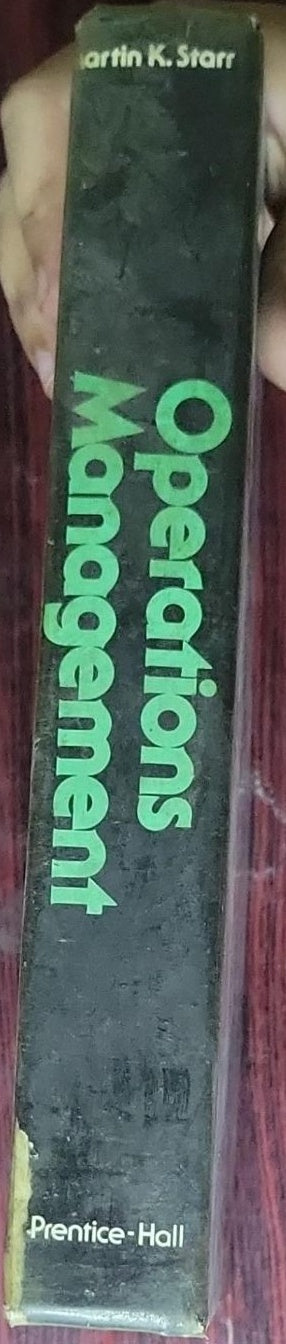 artin K. Starr
Operations
Management
Prentice-Hall